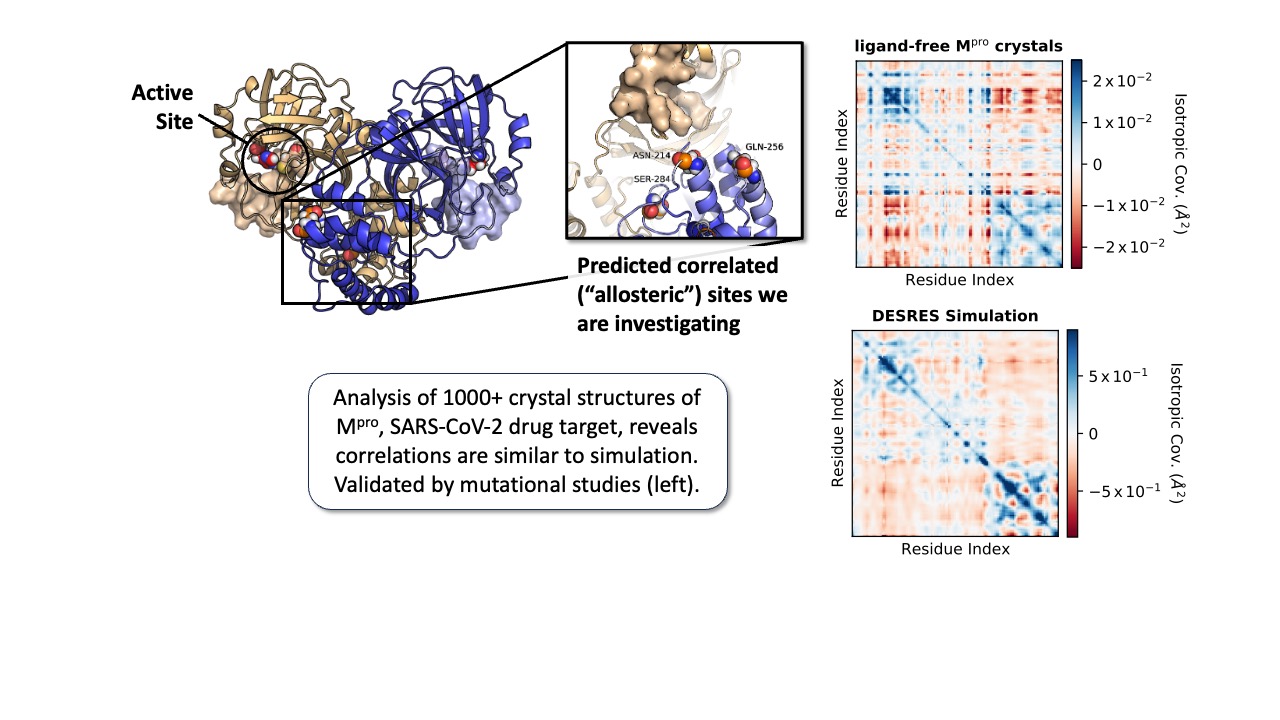 Active
Site
ASN-214
SER-284
GLN-256
Predicted correlated
(“allosteric”) sites we
are investigating
Analysis of 1000+ crystal structures of
Mᵖʳᵒ, SARS-CoV-2 drug target, reveals
correlations are similar to simulation.
Validated by mutational studies (left).
ligand-free Mᵖʳᵒ crystals
Residue Index
Residue Index
2 x 10⁻²
1 x 10⁻²
0
−1 x 10⁻²
−2 x 10⁻²
Isotropic Cov. (Å²)
DESRES Simulation
Residue Index
Residue Index
5 x 10⁻¹
0
−5 x 10⁻¹
Isotropic Cov. (Å²)